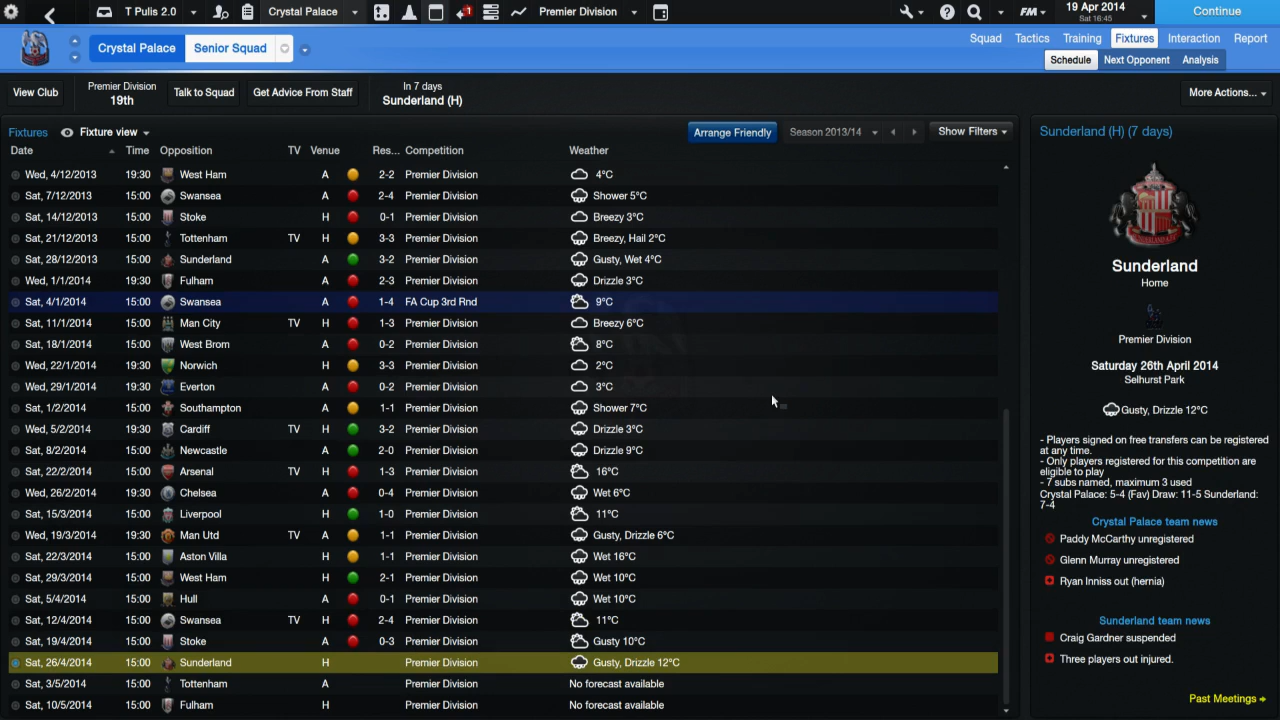 T Pulis 2.0 Crystal Palace 1 Premier Division ? FM 19 Apr 2014 Continue
Sat 16:45
Crystal Palace Senior Squad Squad Tactics Training Fixtures Interaction Report
Schedule Next Opponent Analysis
View Club Premier Division Talk to Squad Get Advice From Staff In 7 days More Actions...
19th Sunderland (H)
Fixtures Fixture view Arrange Friendly Season 2013/14 Show Filters
Date Time Opposition TV Venue Res... Competition Weather
Wed, 4/12/2013 19:30 West Ham A 2-2 Premier Division 4°C
Sat, 7/12/2013 15:00 Swansea A 2-4 Premier Division Shower 5°C
Sat, 14/12/2013 15:00 Stoke H 0-1 Premier Division Breezy 3°C
Sat, 21/12/2013 15:00 Tottenham TV H 3-3 Premier Division Breezy, Hail 2°C
Sat, 28/12/2013 15:00 Sunderland A 3-2 Premier Division Gusty, Wet 4°C
Wed, 1/1/2014 19:30 Fulham A 2-3 Premier Division Drizzle 3°C
Sat, 4/1/2014 15:00 Swansea A 1-4 FA Cup 3rd Rnd 9°C
Sat, 11/1/2014 15:00 Man City TV H 1-3 Premier Division Breezy 6°C
Sat, 18/1/2014 15:00 West Brom A 0-2 Premier Division 8°C
Wed, 22/1/2014 19:30 Norwich H 3-3 Premier Division 2°C
Wed, 29/1/2014 19:30 Everton A 0-2 Premier Division 3°C
Sat, 1/2/2014 15:00 Southampton A 1-1 Premier Division Shower 7°C
Wed, 5/2/2014 19:30 Cardiff TV H 3-2 Premier Division Drizzle 3°C
Sat, 8/2/2014 15:00 Newcastle A 2-0 Premier Division Drizzle 9°C
Sat, 22/2/2014 15:00 Arsenal TV H 1-3 Premier Division 16°C
Wed, 26/2/2014 19:30 Chelsea A 0-4 Premier Division Wet 6°C
Sat, 15/3/2014 15:00 Liverpool H 1-0 Premier Division 11°C
Wed, 19/3/2014 19:30 Man Utd TV A 1-1 Premier Division Gusty, Drizzle 6°C
Sat, 22/3/2014 15:00 Aston Villa H 1-1 Premier Division Wet 16°C
Sat, 29/3/2014 15:00 West Ham H 2-1 Premier Division Wet 10°C
Sat, 5/4/2014 15:00 Hull A 0-1 Premier Division Wet 10°C
Sat, 12/4/2014 15:00 Swansea TV H 2-4 Premier Division 11°C
Sat, 19/4/2014 15:00 Stoke A 0-3 Premier Division Gusty 10°C
Sat, 26/4/2014 15:00 Sunderland H Premier Division Gusty, Drizzle 12°C
Sat, 3/5/2014 15:00 Tottenham A Premier Division No forecast available
Sat, 10/5/2014 15:00 Fulham H Premier Division No forecast available
Sunderland (H) (7 days)
Sunderland
Home
Premier Division
Saturday 26th April 2014
Selhurst Park
Gusty, Drizzle 12°C
- Players signed on free transfers can be registered
at any time.
- Only players registered for this competition are
eligible to play
- 7 subs named, maximum 3 used
Crystal Palace: 5-4 (Fav) Draw: 11-5 Sunderland:
7-4
Crystal Palace team news
Paddy McCarthy unregistered
Glenn Murray unregistered
Ryan Inniss out (hernia)
Sunderland team news
Craig Gardner suspended
Three players out injured.
Past Meetings